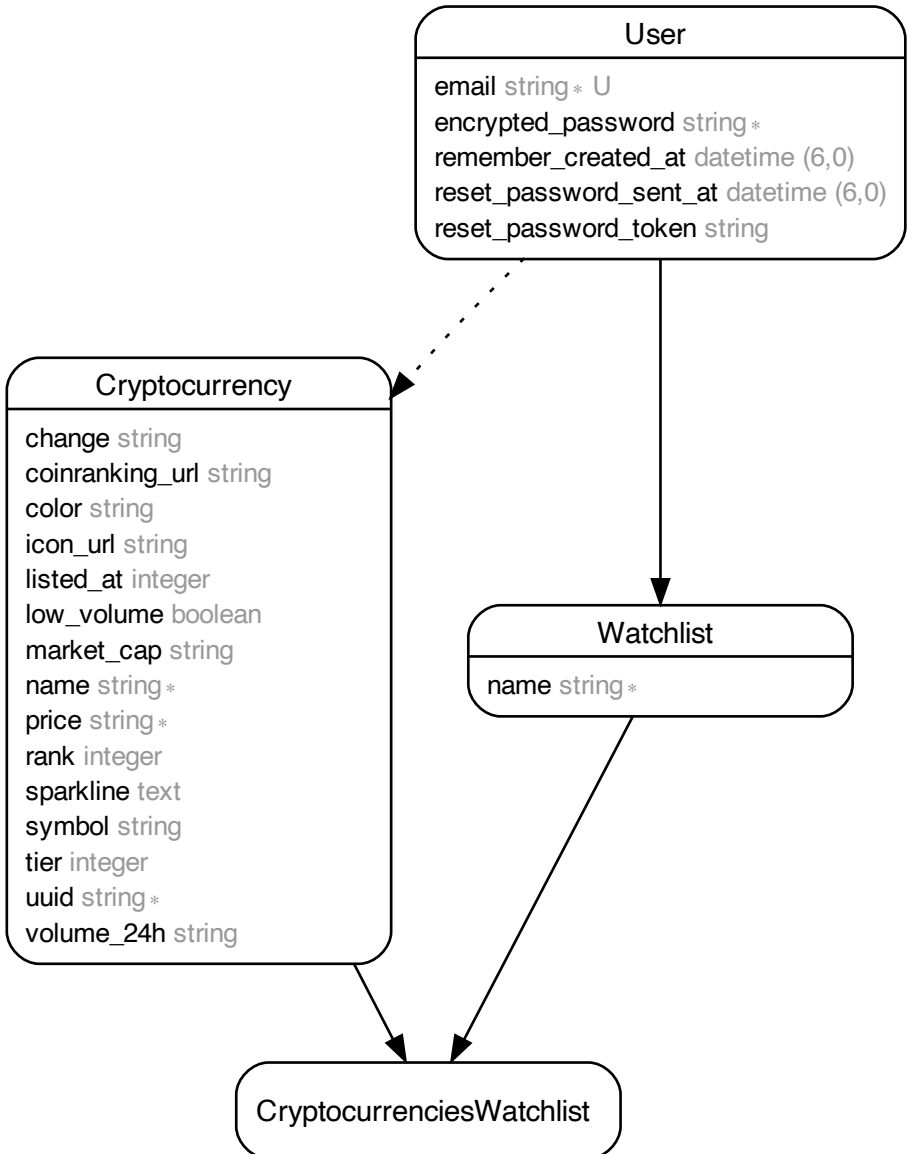 User
email string* U
encrypted_password string*
remember_created_at datetime (6,0)
reset_password_sent_at datetime (6,0)
reset_password_token string
Cryptocurrency
change string
coinranking_url string
color string
icon_url string
listed_at integer
low_volume boolean
market_cap string
name string*
price string*
rank integer
sparkline text
symbol string
tier integer
uuid string*
volume_24h string
Watchlist
name string*
CryptocurrenciesWatchlist